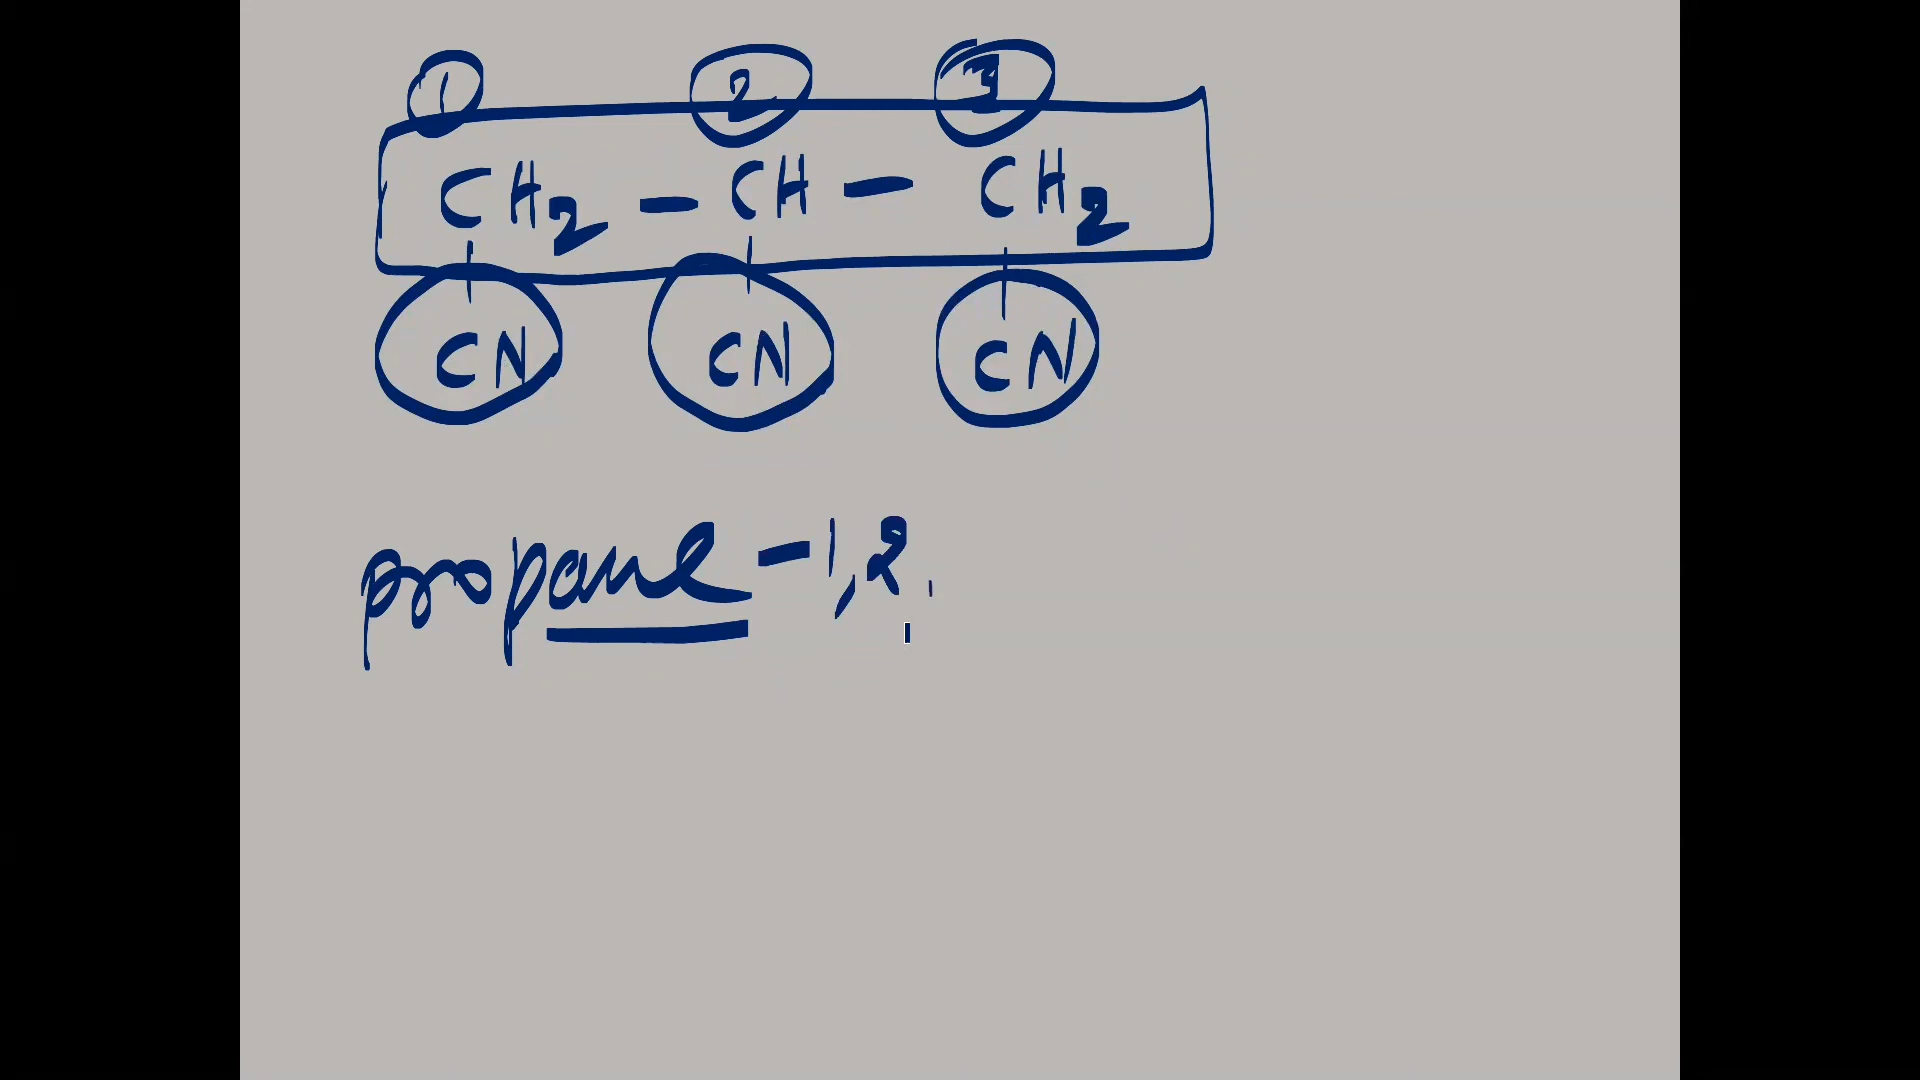 1 2 3
CH2 - CH - CH2
CN CN CN
propane - 1,2,